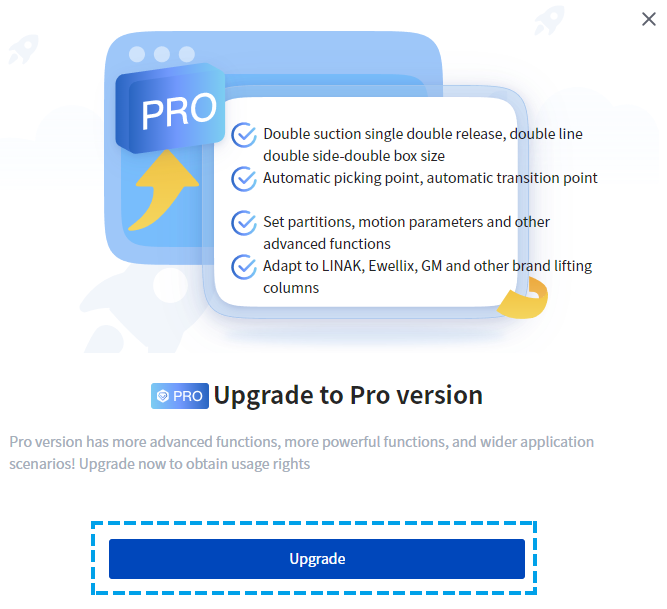 PRO
Double suction single double release, double line
double side-double box size
Automatic picking point, automatic transition point
Set partitions, motion parameters and other
advanced functions
Adapt to LINAK, Ewellix, GM and other brand lifting
columns
PRO Upgrade to Pro version
Pro version has more advanced functions, more powerful functions, and wider application
scenarios! Upgrade now to obtain usage rights
Upgrade